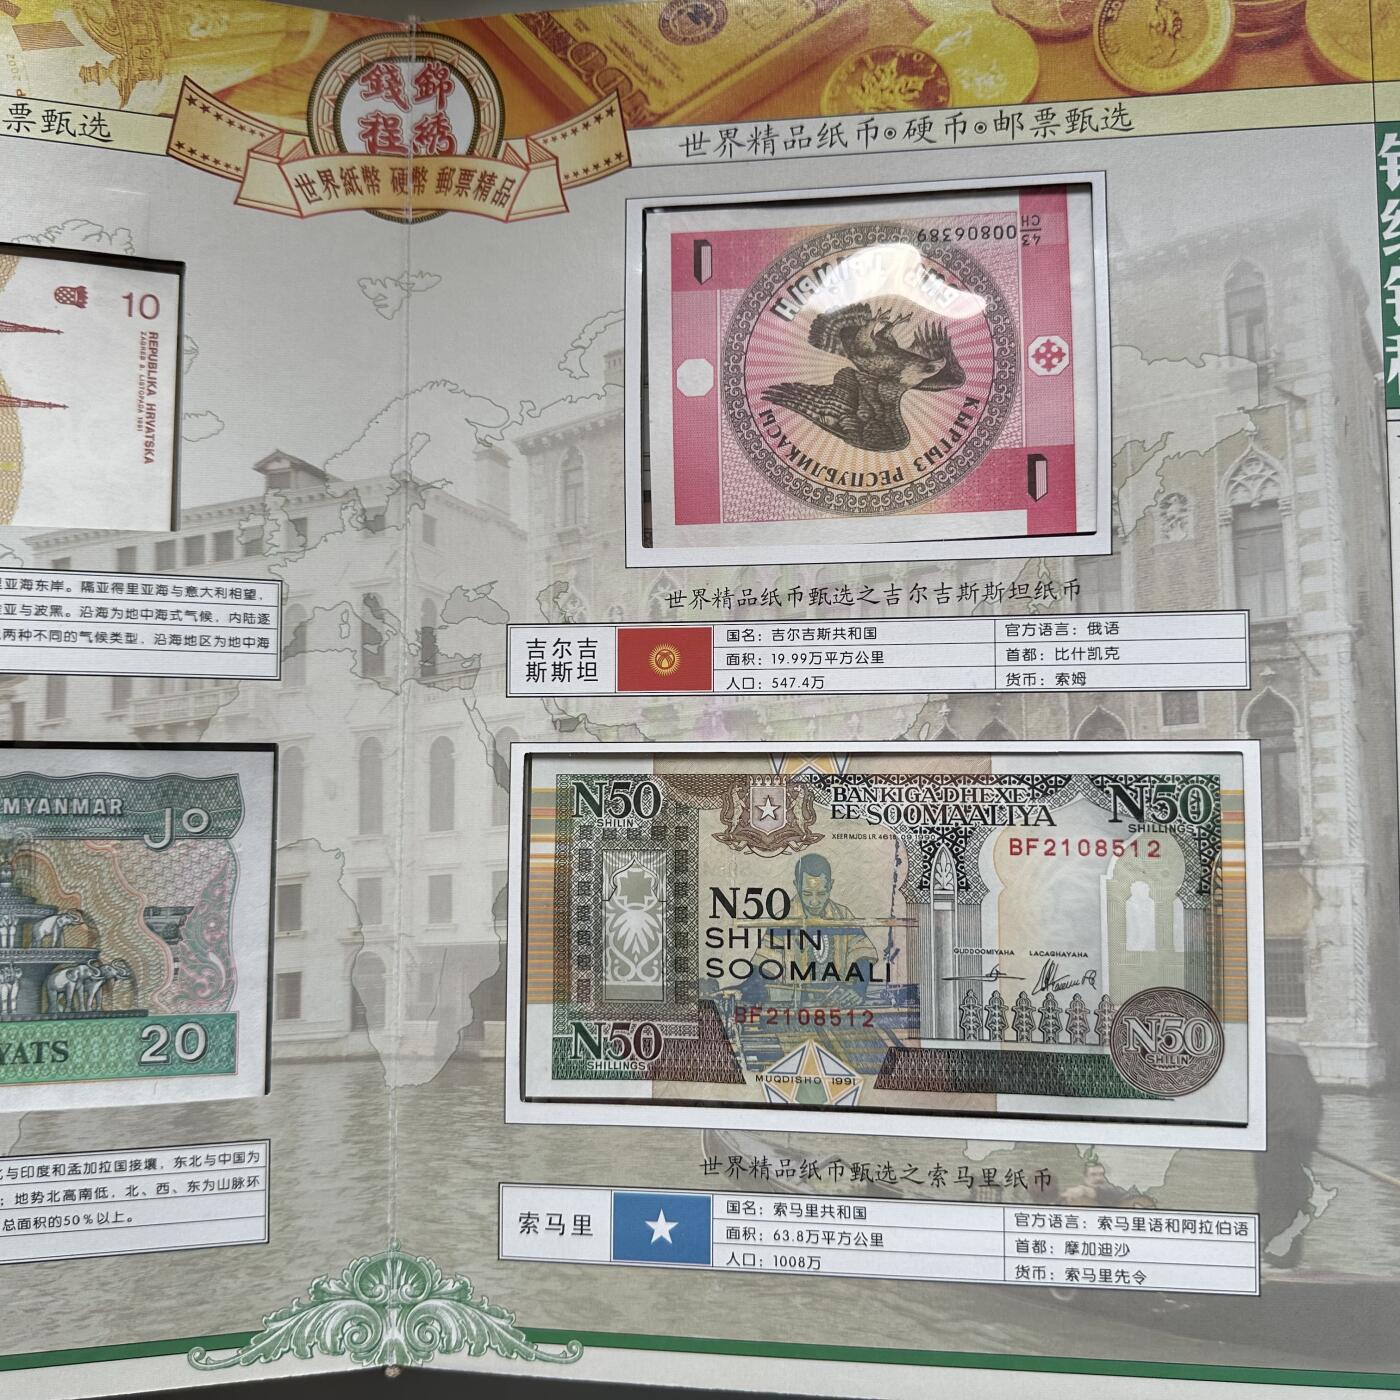 票甄选
錦绣
錢程
世界紙幣 硬幣 郵票精品
世界精品纸币⊙硬币⊙邮票甄选
10
REPUBLIKA HRVATSKA
亚海东岸。隔亚得里亚海与意大利相望，
亚与波黑。沿海为地中海式气候，内陆逐
两种不同的气候类型，沿海地区为地中海
MYANMAR
YATS
20
与印度和孟加拉国接壤，东北与中国为
；地势北高南低，北、西、东为山脉环
总面积的50％以上。
43
CH
00806389
БИР ТЫЙЫН
КЫРГЫЗ РЕСПУБЛИКАСЫ
世界精品纸币甄选之吉尔吉斯斯坦纸币
吉尔吉
斯斯坦
国名：吉尔吉斯共和国
面积：19.99万平方公里
人口：547.4万
官方语言：俄语
首都：比什凯克
货币：索姆
N50
SHILIN
BANKIGA DHEXE
EE SOOMAALIYA
N50
SHILLINGS
BF2108512
N50
SHILIN
SOOMAALI
GUDDOOMIYAHA LACAGHAYAHA
BF2108512
N50
SHILLINGS
MUQDISHO 1991
N50
SHILIN
世界精品纸币甄选之索马里纸币
索马里
国名：索马里共和国
面积：63.8万平方公里
人口：1008万
官方语言：索马里语和阿拉伯语
首都：摩加迪沙
货币：索马里先令